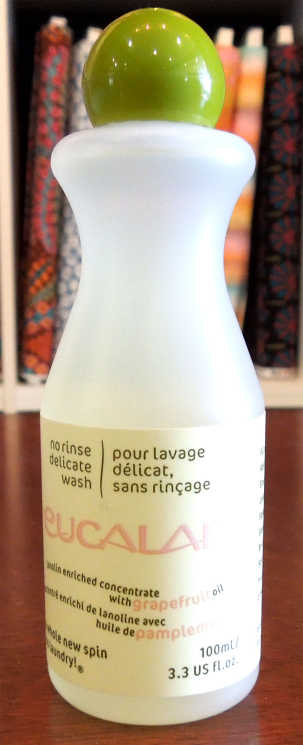 no rinse
delicate
wash
pour lavage
délicat,
sans rinçage
eucalan
lanolin enriched concentrate
with grapefruit oil
enrichi de lanoline avec
huile de
whole new spin
laundry!®
100ml/
3.3 US fl.oz.